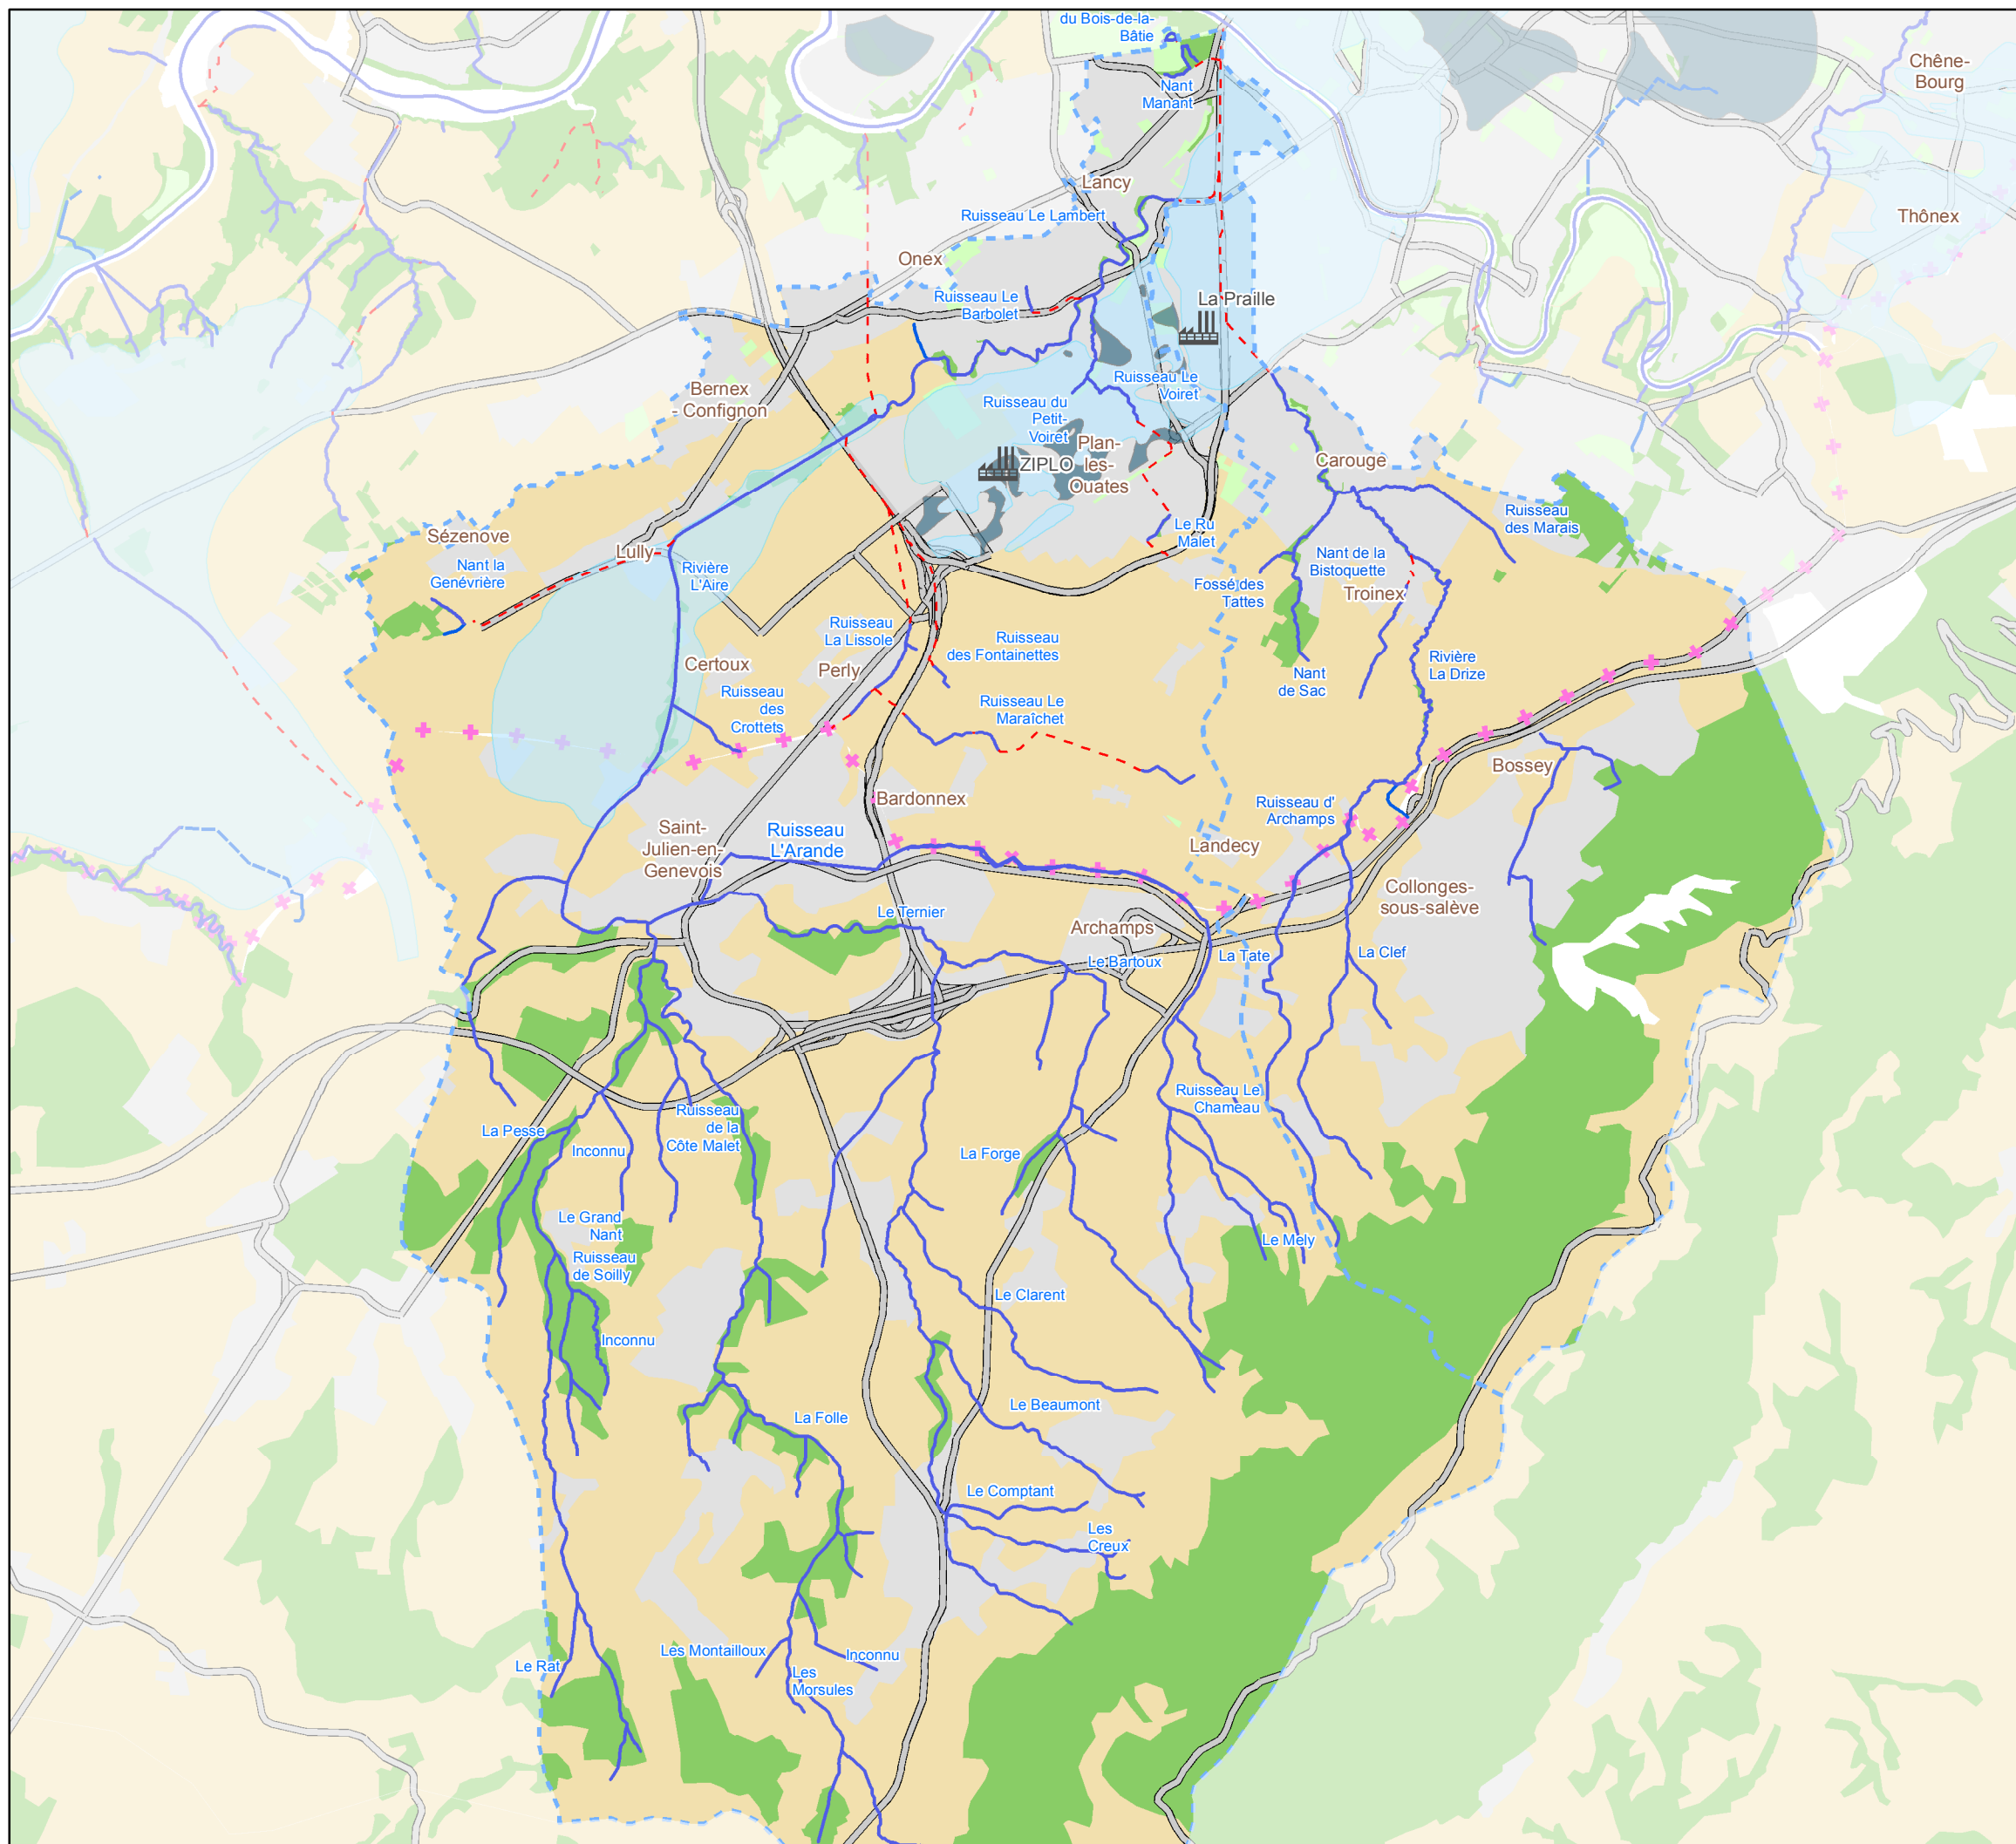 du Bois-de-la-
Bâtie
Nant
Manant
Chêne-
Bourg
Lancy
Thônex
Ruisseau Le Lambert
Onex
Ruisseau Le
Barbolet
La Praille
Bernex
- Confignon
Ruisseau Le
Voiret
Ruisseau du
Petit-
Voiret
Plan-
les-
Ouates
ZIPLO
Carouge
Ruisseau
des Marais
Sézenove
Lully
Le Ru
Malet
Nant la
Genévrière
Rivière
L'Aire
Nant de la
Bistoquette
Fossé des
Tattes
Troinex
Ruisseau
La Lissole
Ruisseau
des Fontainettes
Certoux
Perly
Rivière
La Drize
Nant
de Sac
Ruisseau
des
Crottets
Ruisseau Le
Maraîchet
Bossey
Bardonnex
Ruisseau d'
Archamps
Saint-
Julien-en-
Genevois
Ruisseau
L'Arande
Landecy
Collonges-
sous-salève
Le Ternier
Archamps
Le Bartoux
La Tate
La Clef
Ruisseau Le
Chameau
Ruisseau
de la
Côte Malet
La Pesse
Inconnu
La Forge
Le Grand
Nant
Le Mely
Ruisseau
de Soilly
Le Clarent
Inconnu
Le Beaumont
La Folle
Le Comptant
Les
Creux
Les Montailloux
Inconnu
Le Rat
Les
Morsules